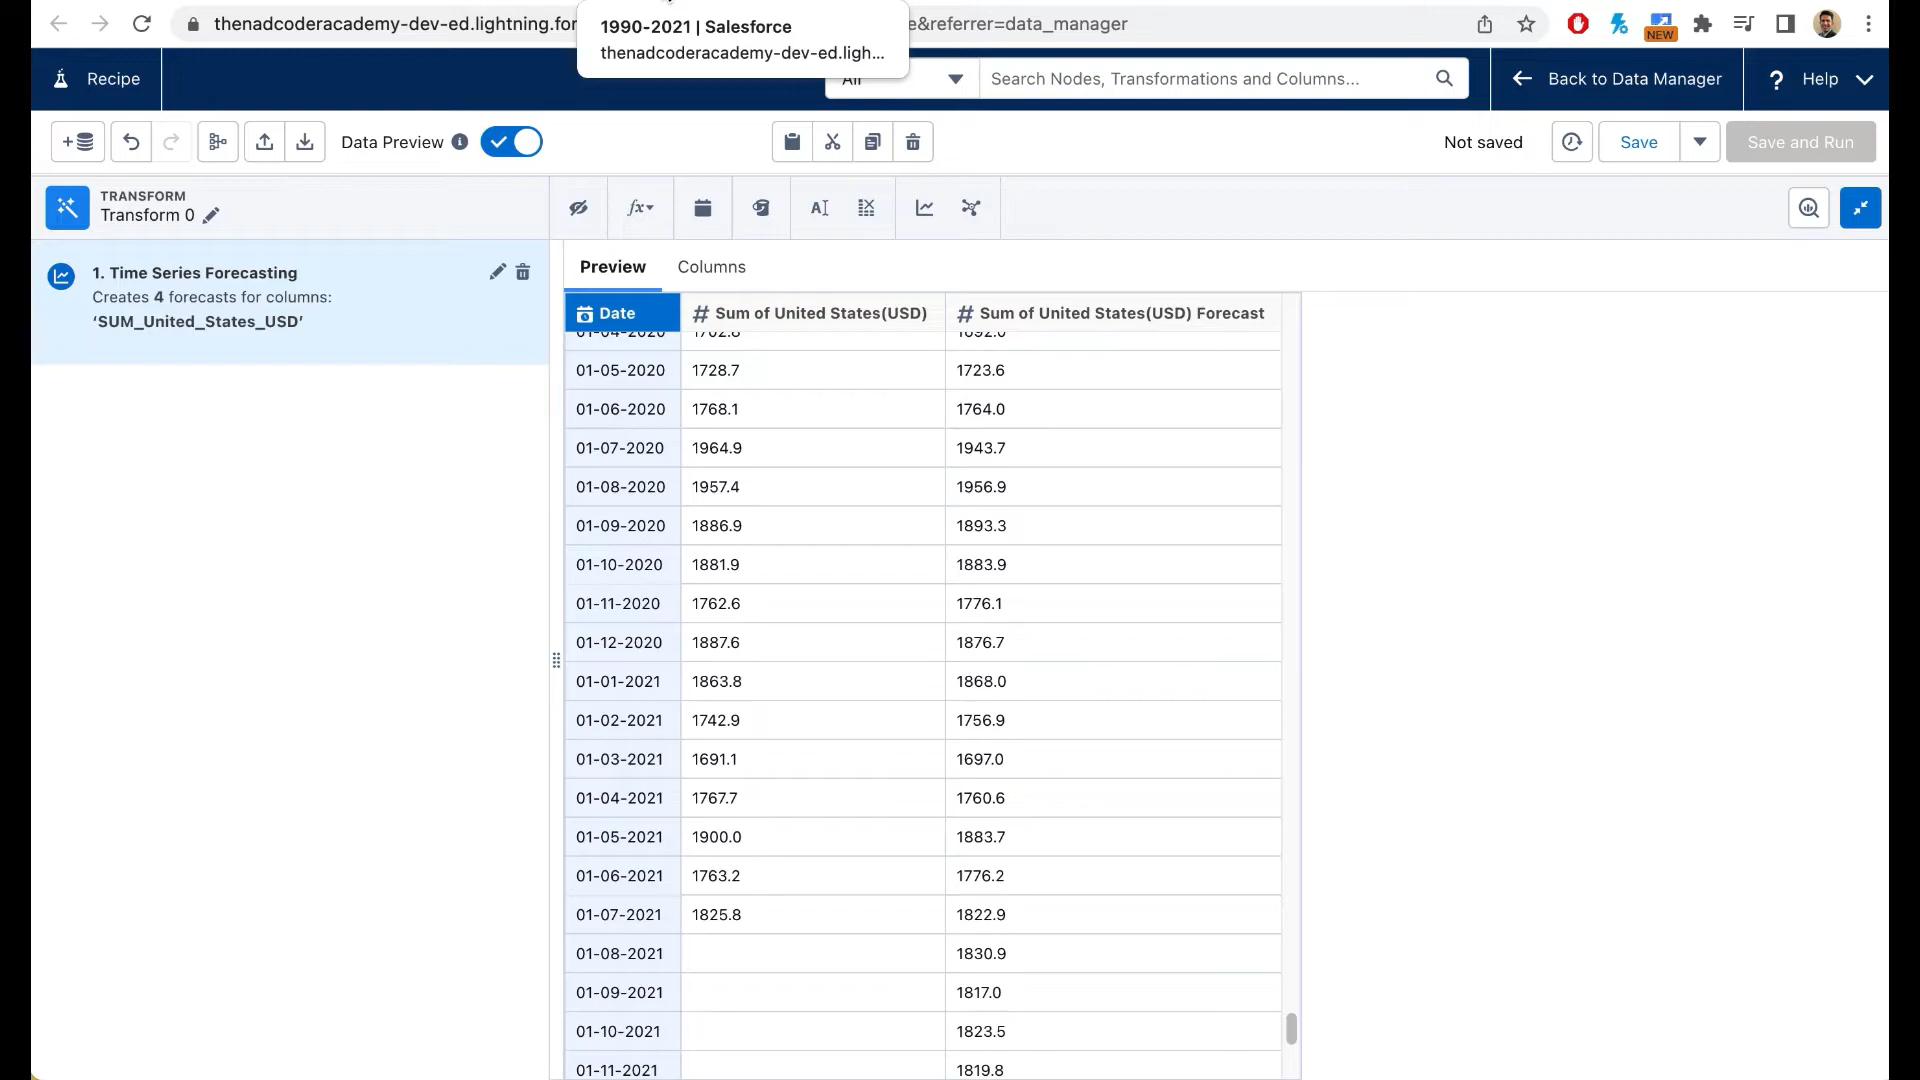 thenadcoderacademy-dev-ed.lightning.for
1990-2021 | Salesforce
thenadcoderacademy-dev-ed.ligh...
e&referrer=data_manager
NEW
Recipe
All
Search Nodes, Transformations and Columns...
Back to Data Manager
? Help
Data Preview
Not saved
Save
Save and Run
TRANSFORM
Transform 0
fx
1. Time Series Forecasting
Creates 4 forecasts for columns:
‘SUM_United_States_USD’
Preview
Columns
Date # Sum of United States(USD) # Sum of United States(USD) Forecast
01-04-2020 1702.8 1692.0
01-05-2020 1728.7 1723.6
01-06-2020 1768.1 1764.0
01-07-2020 1964.9 1943.7
01-08-2020 1957.4 1956.9
01-09-2020 1886.9 1893.3
01-10-2020 1881.9 1883.9
01-11-2020 1762.6 1776.1
01-12-2020 1887.6 1876.7
01-01-2021 1863.8 1868.0
01-02-2021 1742.9 1756.9
01-03-2021 1691.1 1697.0
01-04-2021 1767.7 1760.6
01-05-2021 1900.0 1883.7
01-06-2021 1763.2 1776.2
01-07-2021 1825.8 1822.9
01-08-2021 1830.9
01-09-2021 1817.0
01-10-2021 1823.5
01-11-2021 1819.8